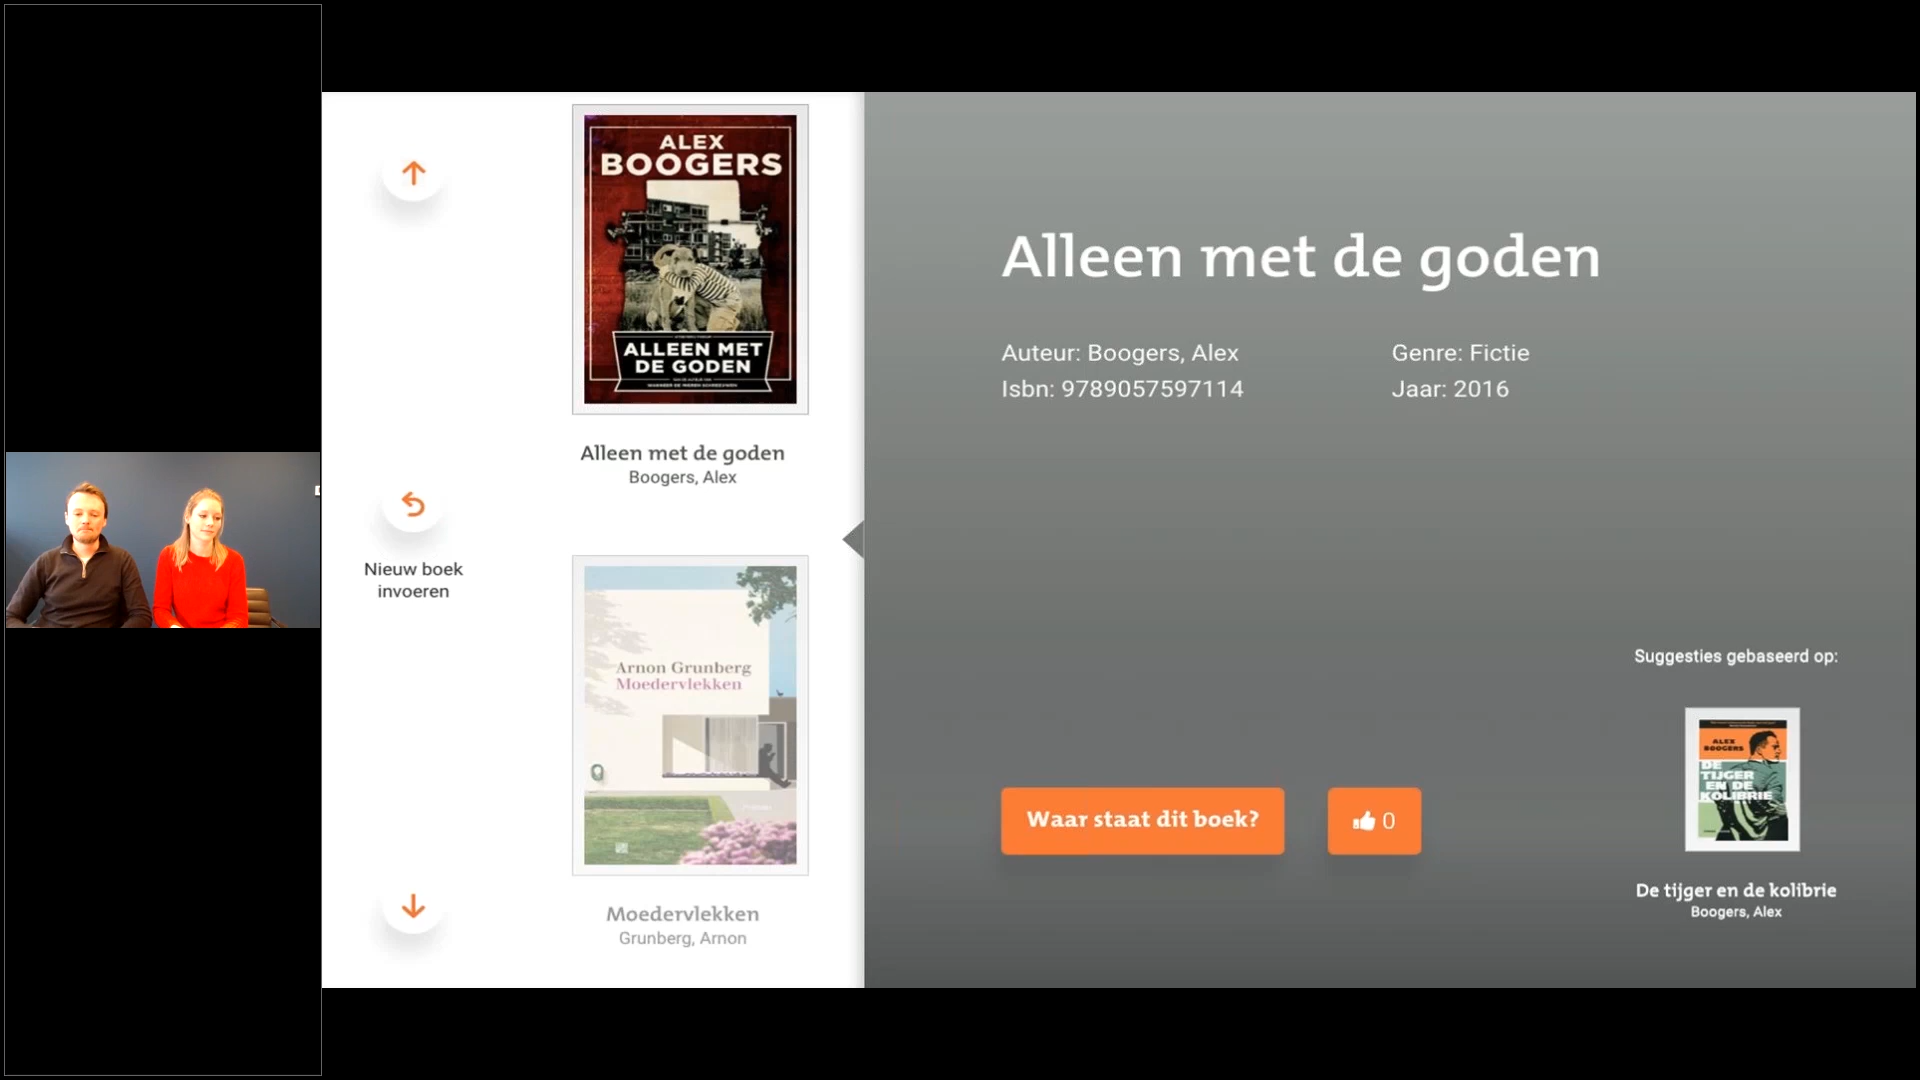 ALEX
BOOGERS
ALLEEN MET
DE GODEN
Alleen met de goden
Boogers, Alex
Nieuw boek
invoeren
Arnon Grunberg
Moedervlekken
Moedervlekken
Grunberg, Arnon
Alleen met de goden
Auteur: Boogers, Alex
Genre: Fictie
Isbn: 9789057597114
Jaar: 2016
Waar staat dit boek?
0
Suggesties gebaseerd op:
ALEX
BOOGERS
DE
TIJGER
EN DE
KOLIBRIE
De tijger en de kolibrie
Boogers, Alex